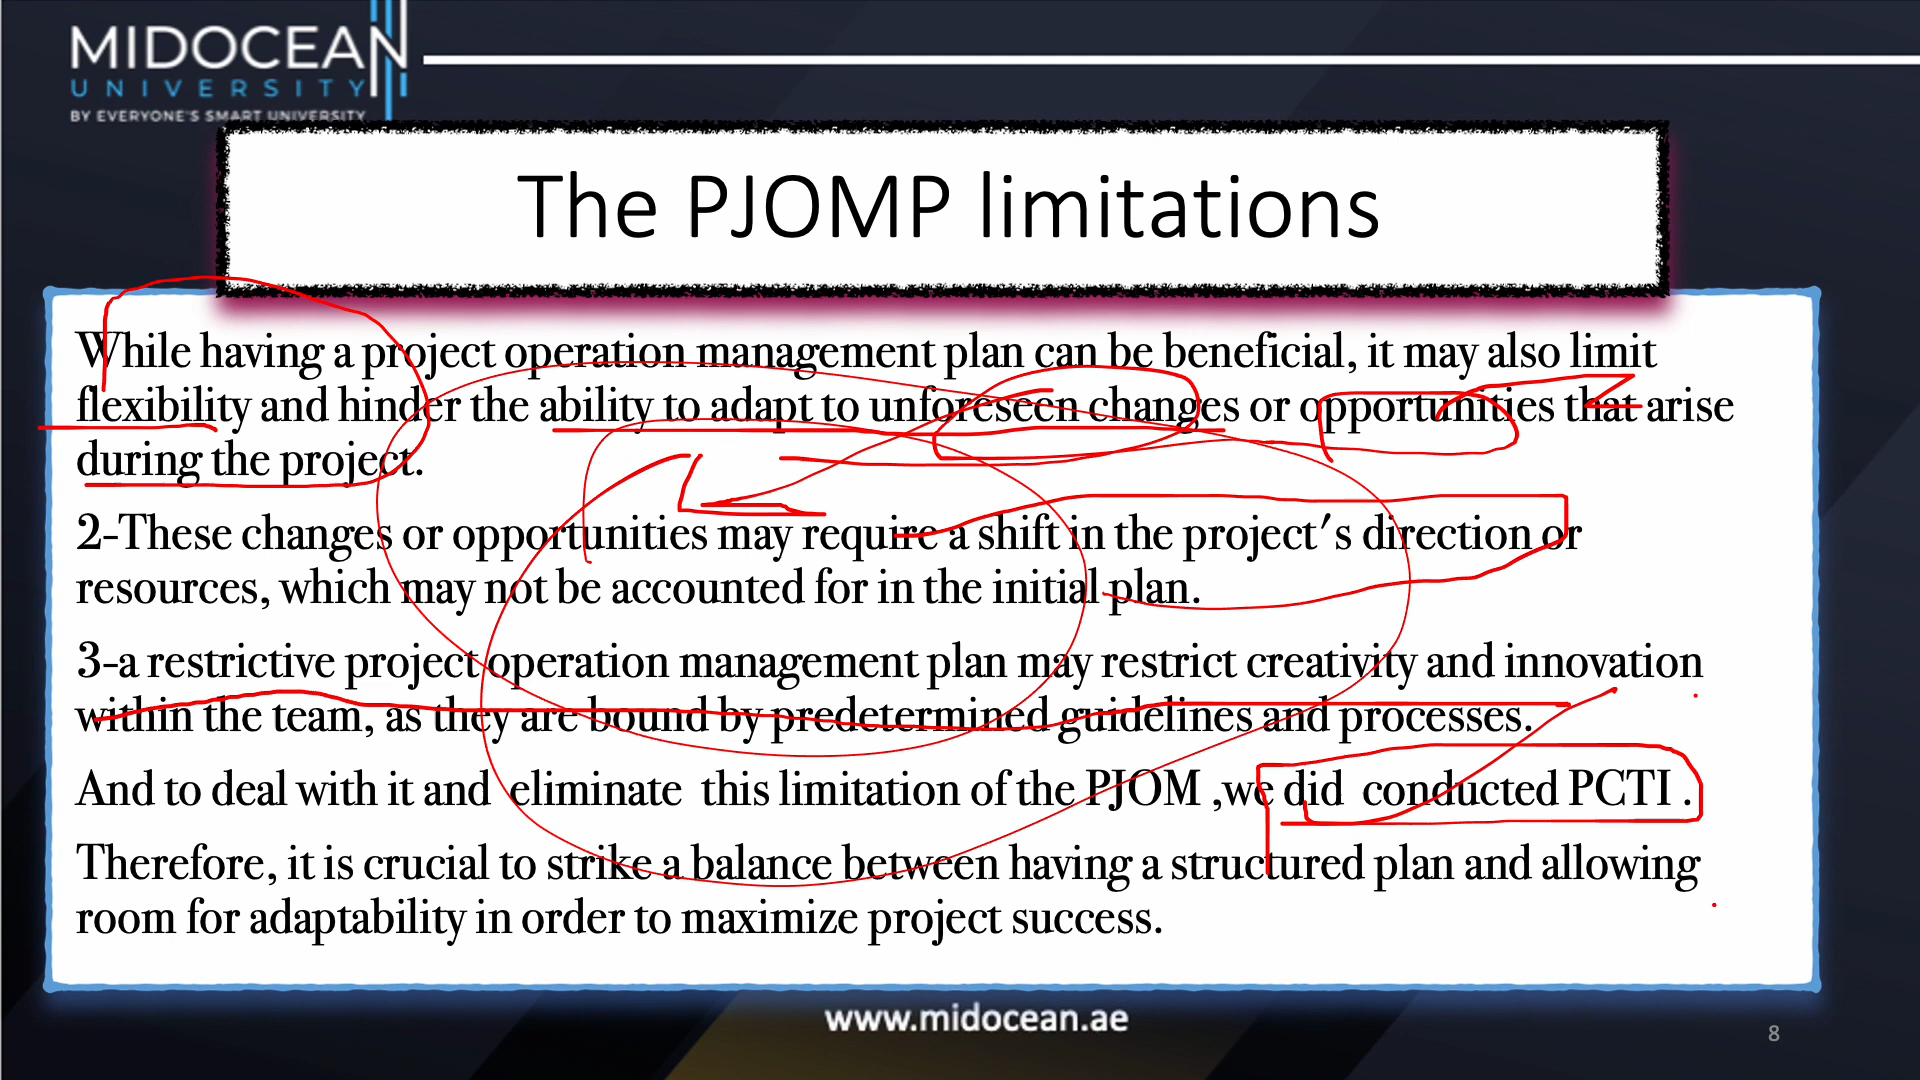 MIDOCEAN
UNIVERSITY
BY EVERYONE'S SMART UNIVERSITY
The PJOMP limitations
While having a project operation management plan can be beneficial, it may also limit
flexibility and hinder the ability to adapt to unforeseen changes or opportunities that arise
during the project.
2-These changes or opportunities may require a shift in the project's direction or
resources, which may not be accounted for in the initial plan.
3-a restrictive project operation management plan may restrict creativity and innovation
within the team, as they are bound by predetermined guidelines and processes.
And to deal with it and eliminate this limitation of the PJOM ,we did conducted PCTI .
Therefore, it is crucial to strike a balance between having a structured plan and allowing
room for adaptability in order to maximize project success.
www.midocean.ae
8